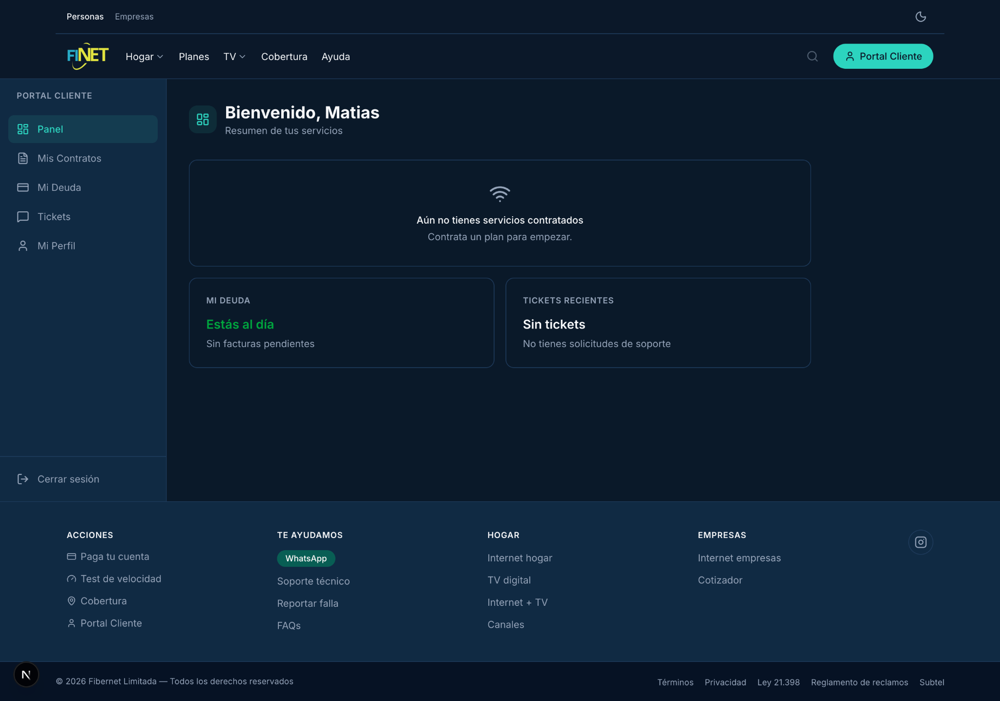 Personas
Empresas
FINET
Hogar
Planes
TV
Cobertura
Ayuda
Portal Cliente
PORTAL CLIENTE
Panel
Mis Contratos
Mi Deuda
Tickets
Mi Perfil
Cerrar sesión
Bienvenido, Matias
Resumen de tus servicios
Aún no tienes servicios contratados
Contrata un plan para empezar.
MI DEUDA
Estás al día
Sin facturas pendientes
TICKETS RECIENTES
Sin tickets
No tienes solicitudes de soporte
ACCIONES
Paga tu cuenta
Test de velocidad
Cobertura
Portal Cliente
TE AYUDAMOS
WhatsApp
Soporte técnico
Reportar falla
FAQs
HOGAR
Internet hogar
TV digital
Internet + TV
Canales
EMPRESAS
Internet empresas
Cotizador
N
© 2026 Fibernet Limitada — Todos los derechos reservados
Términos
Privacidad
Ley 21.398
Reglamento de reclamos
Subtel